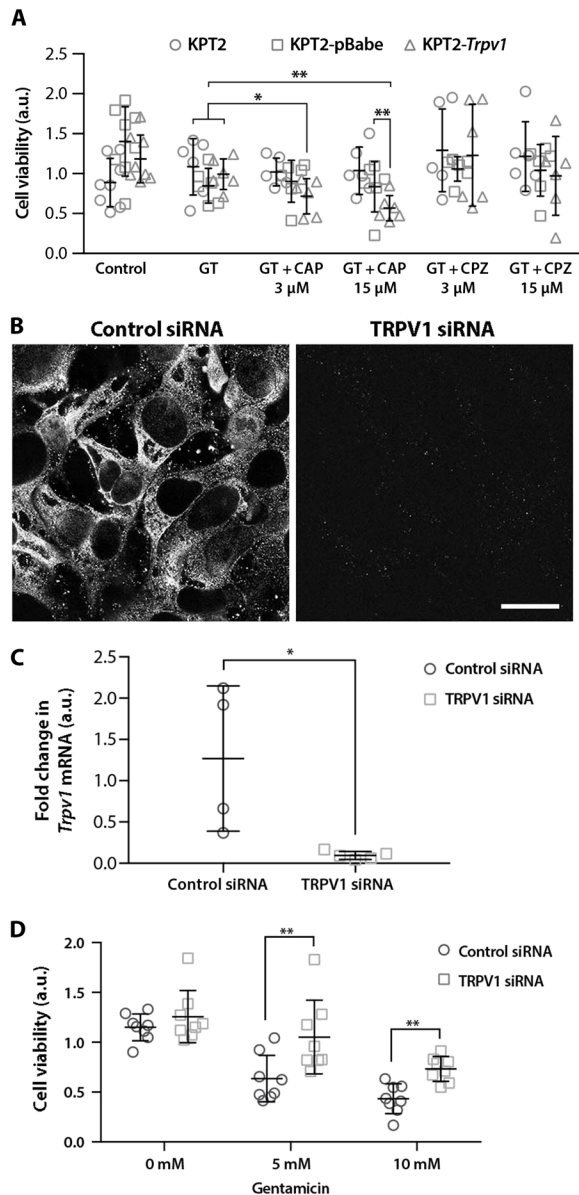 A
KPT2 KPT2-pBabe KPT2-Trpv1
Cell viability (a.u.)
2.5
2.0
1.5
1.0
0.5
0.0
**
*
**
Control GT GT + CAP GT + CAP GT + CPZ GT + CPZ
3 μM 15 μM 3 μM 15 μM
B
Control siRNA TRPV1 siRNA
C
Fold change in
Trpv1 mRNA (a.u.)
2.5
2.0
1.5
1.0
0.5
0.0
*
Control siRNA
TRPV1 siRNA
Control siRNA TRPV1 siRNA
D
Cell viability (a.u.)
2.0
1.5
1.0
0.5
0.0
**
**
Control siRNA
TRPV1 siRNA
0 mM 5 mM 10 mM
Gentamicin